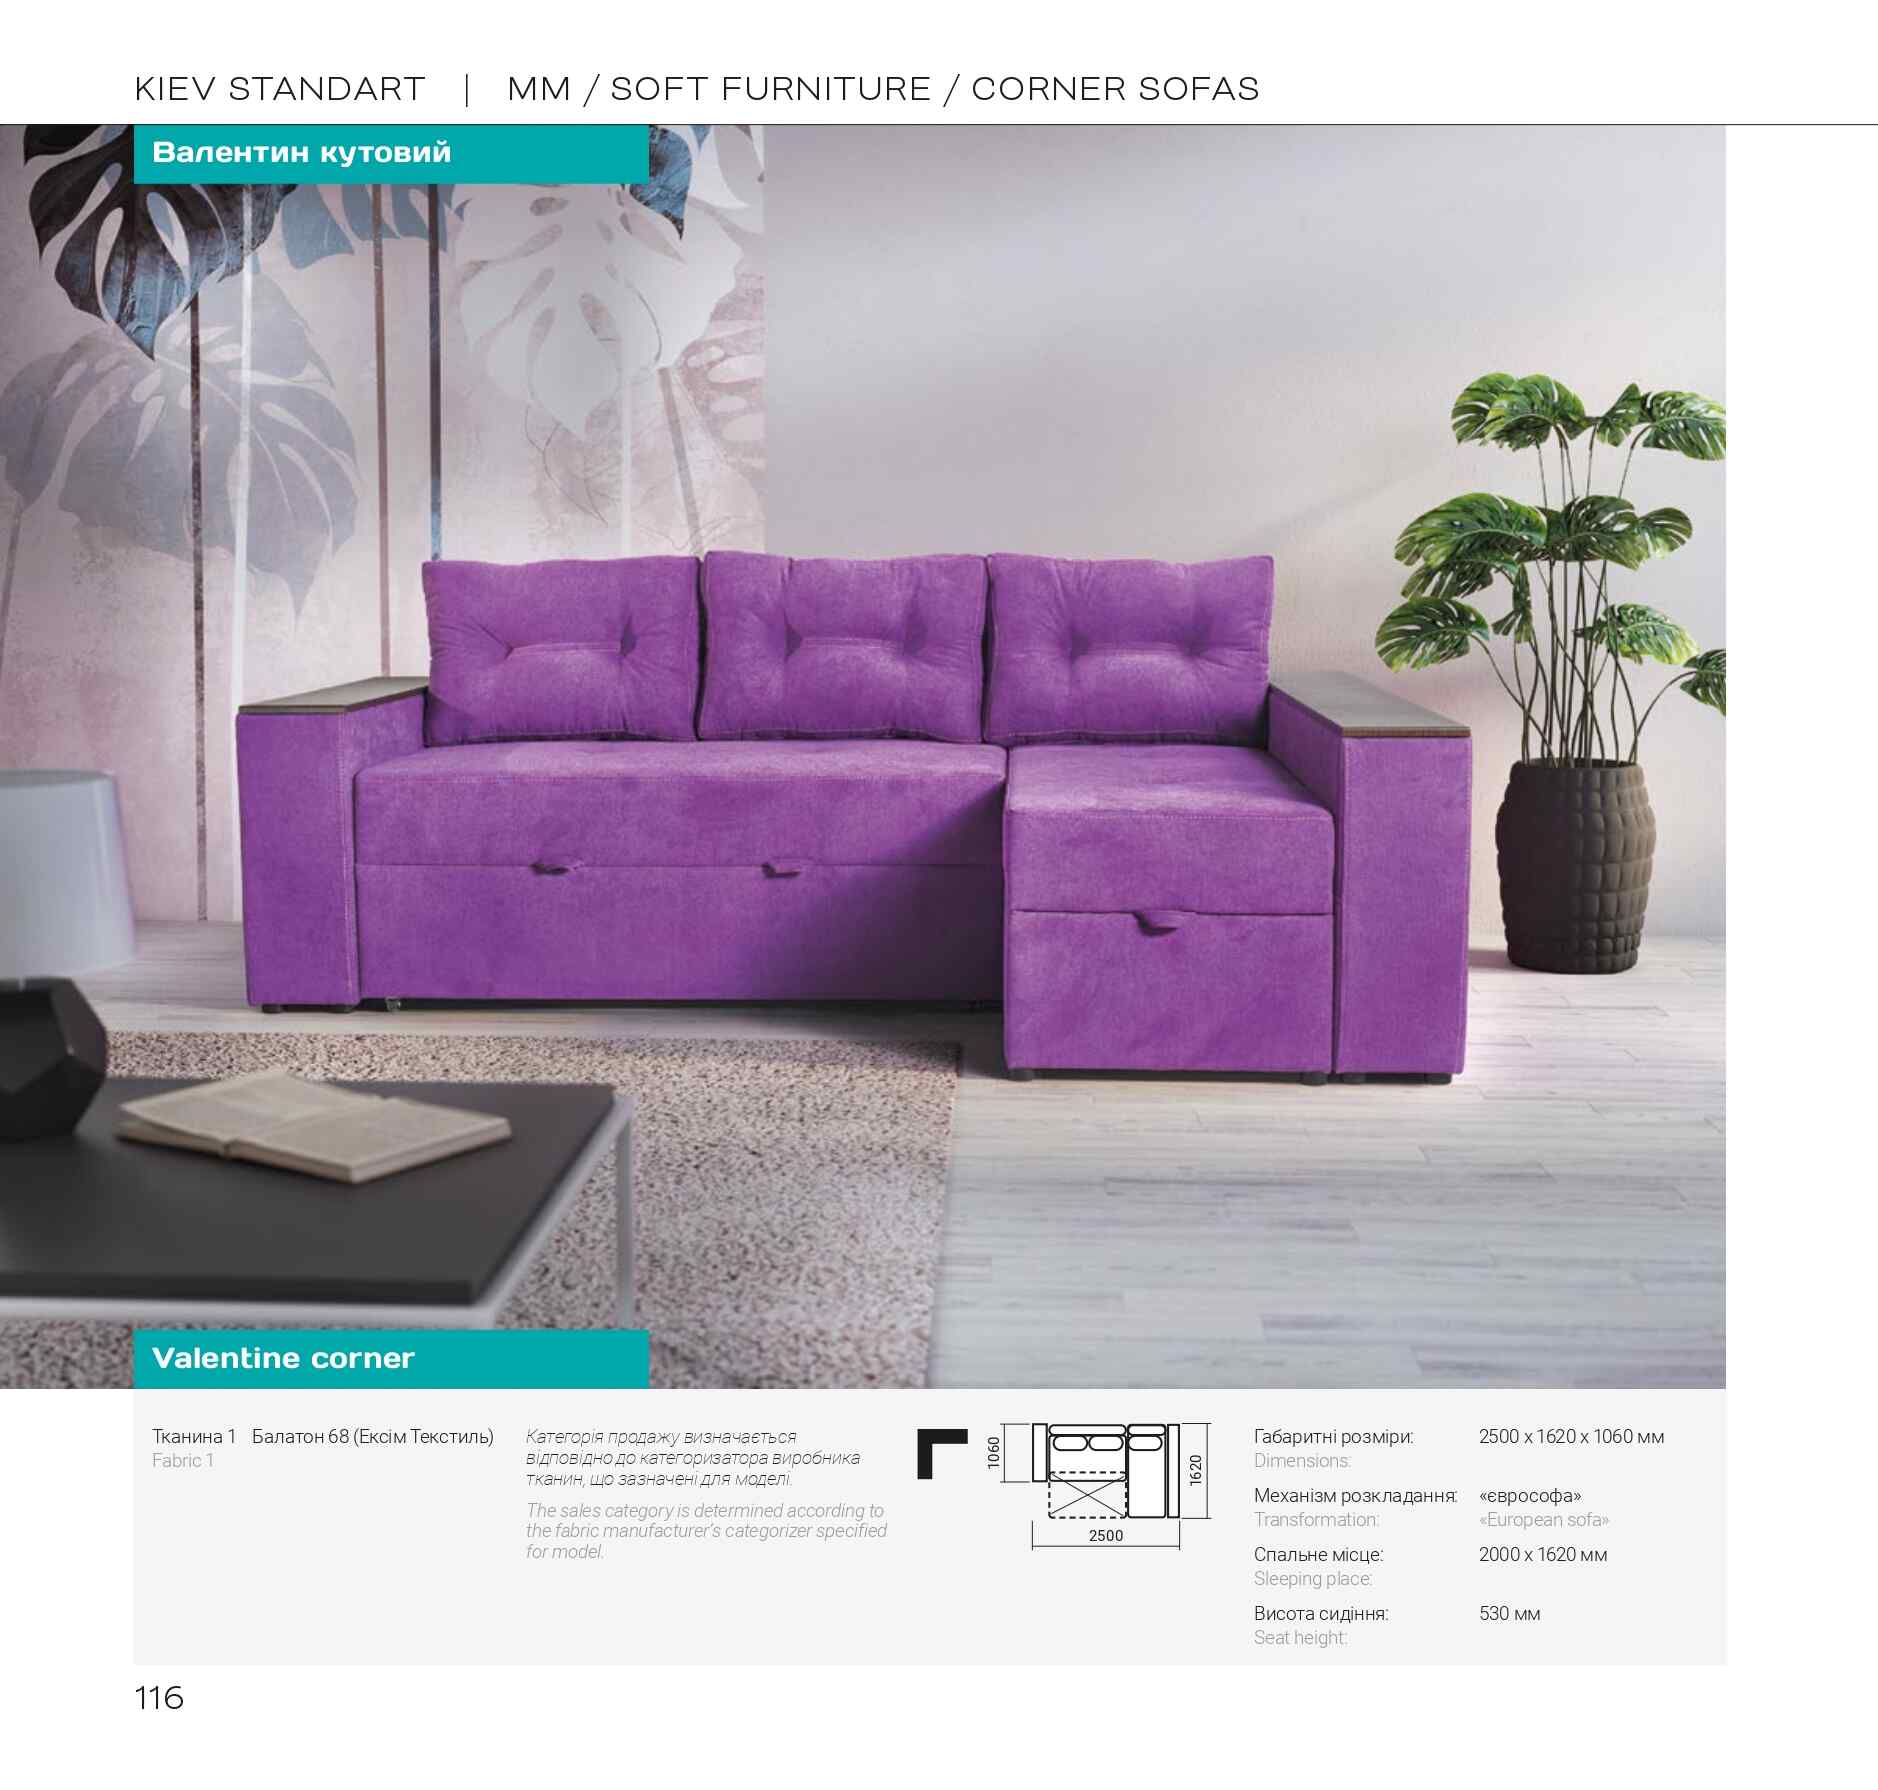 KIEV STANDART | MM / SOFT FURNITURE / CORNER SOFAS
Валентин кутовий
Valentine corner
Тканина 1 Балатон 68 (Ексім Текстиль)
Fabric 1
Категорія продажу визначається
відповідно до категоризатора виробника
тканин, що зазначені для моделі.
The sales category is determined according to
the fabric manufacturer's categorizer specified
for model.
1060
1620
2500
Габаритні розміри: 2500 x 1620 x 1060 мм
Dimensions:
Механізм розкладання: «єврософа»
Transformation: «European sofa»
Спальне місце: 2000 x 1620 мм
Sleeping place:
Висота сидіння: 530 мм
Seat height:
116